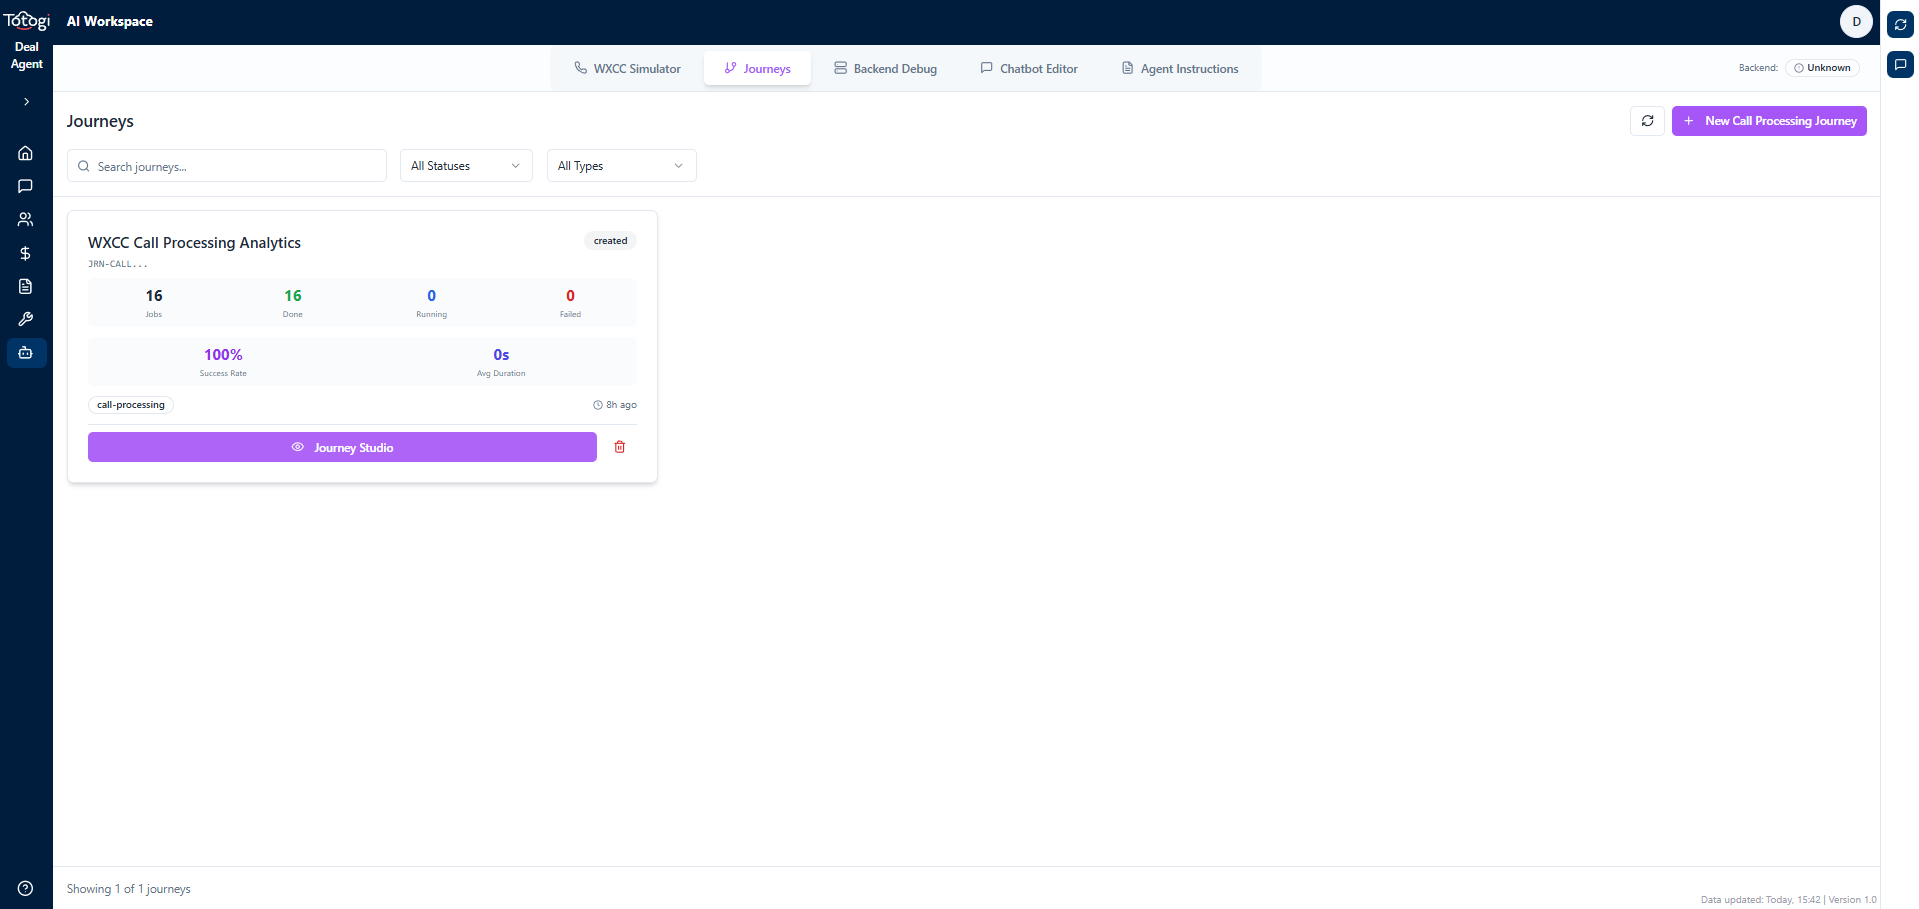 Totogi
AI Workspace
D
Deal
Agent
WXCC Simulator
Journeys
Backend Debug
Chatbot Editor
Agent Instructions
Backend:
Unknown
Journeys
New Call Processing Journey
Search journeys...
All Statuses
All Types
WXCC Call Processing Analytics
created
JRN-CALL...
16
16
0
0
Jobs
Done
Running
Failed
100%
0s
Success Rate
Avg Duration
call-processing
8h ago
Journey Studio
Showing 1 of 1 journeys
Data updated: Today, 15:42 | Version 1.0